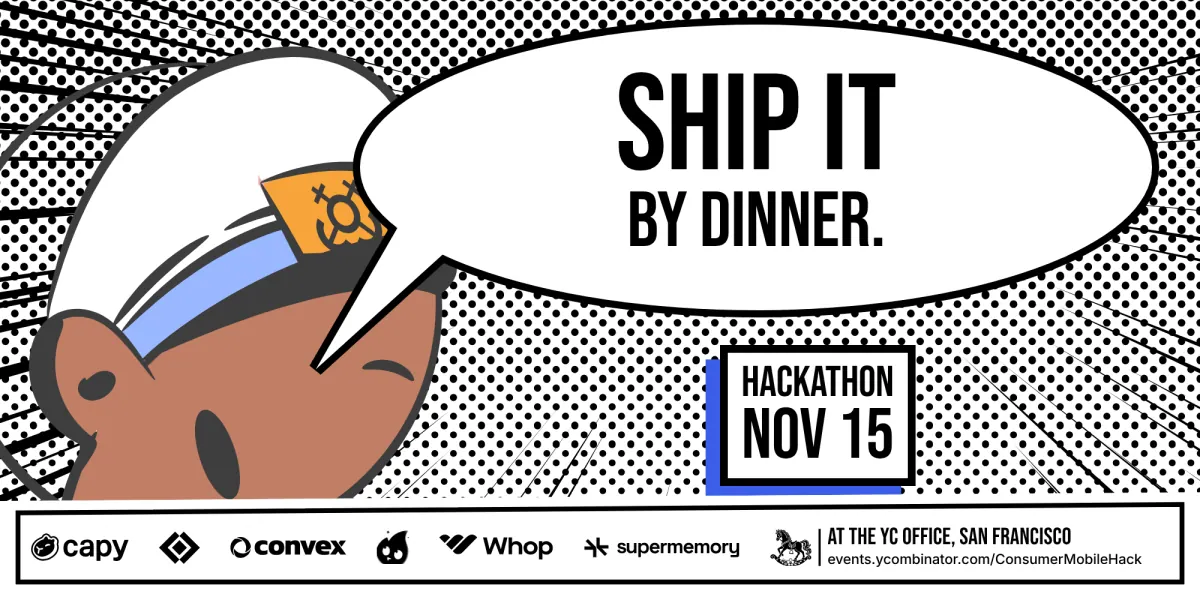 SHIP IT
BY DINNER.
HACKATHON
NOV 15
capy
convex
Whop
supermemory
AT THE YC OFFICE, SAN FRANCISCO
events.ycombinator.com/ConsumerMobileHack